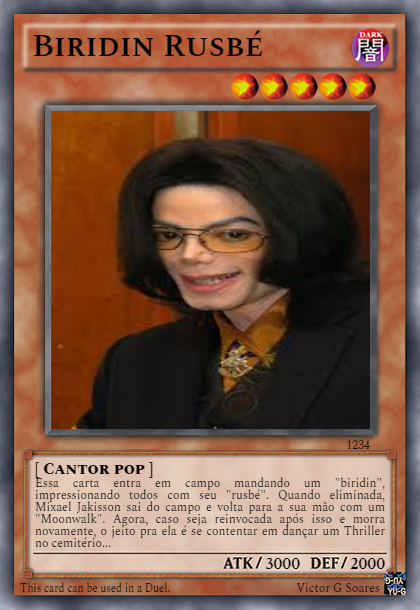 BIRIDIN RUSBÉ
DARK
闇
1234
[ CANTOR POP ]
Essa carta entra em campo mandando um "biridin",
impressionando todos com seu "rusbé". Quando eliminada,
Mixael Jakisson sai do campo e volta para a sua mão com um
"Moonwalk". Agora, caso seja reinvocada após isso e morra
novamente, o jeito pra ela é se contentar em dançar um Thriller
no cemitério...
ATK / 3000 DEF / 2000
This card can be used in a Duel.
Victor G Soares